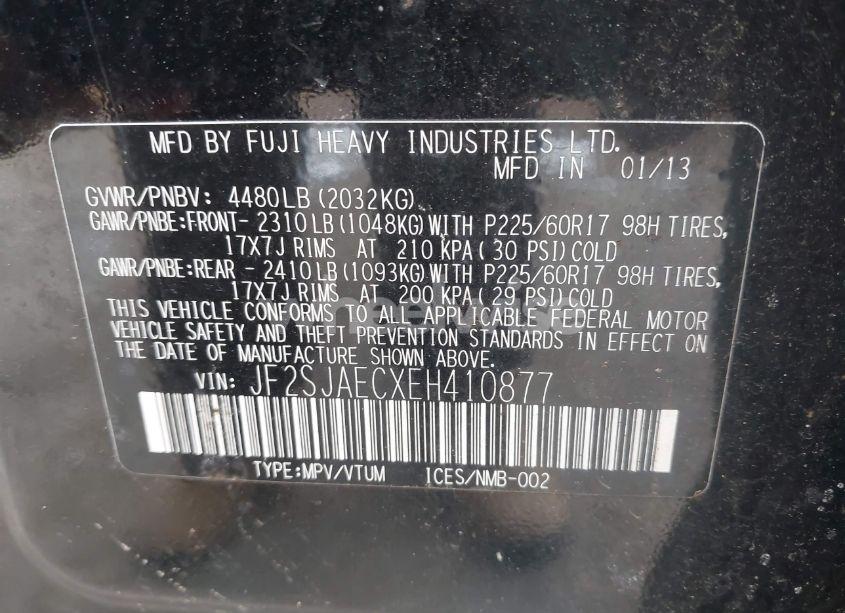 MFD BY FUJI HEAVY INDUSTRIES LTD.
MFD IN 01/13
GVWR/PNBV: 4480LB(2032KG)
GAWR/PNBE:FRONT- 2310LB(1048KG)WITH P225/60R17 98H TIRES,
17X7J RIMS AT 210 KPA(30 PSI)COLD
GAWR/PNBE:REAR - 2410LB(1093KG)WITH P225/60R17 98H TIRES,
17X7J RIMS AT 200 KPA(29 PSI)COLD
THIS VEHICLE CONFORMS TO ALL APPLICABLE FEDERAL MOTOR
VEHICLE SAFETY AND THEFT PREVENTION STANDARDS IN EFFECT ON
THE DATE OF MANUFACTURE SHOWN ABOVE.
VIN: JF2SJAECXEH410877
TYPE:MPV/VTUM ICES/NMB-002